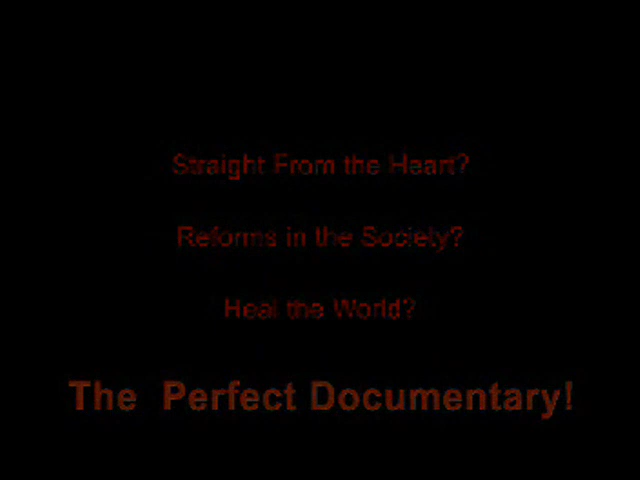 Straight From the Heart?
Reforms in the Society?
Heal the World?
The Perfect Documentary!